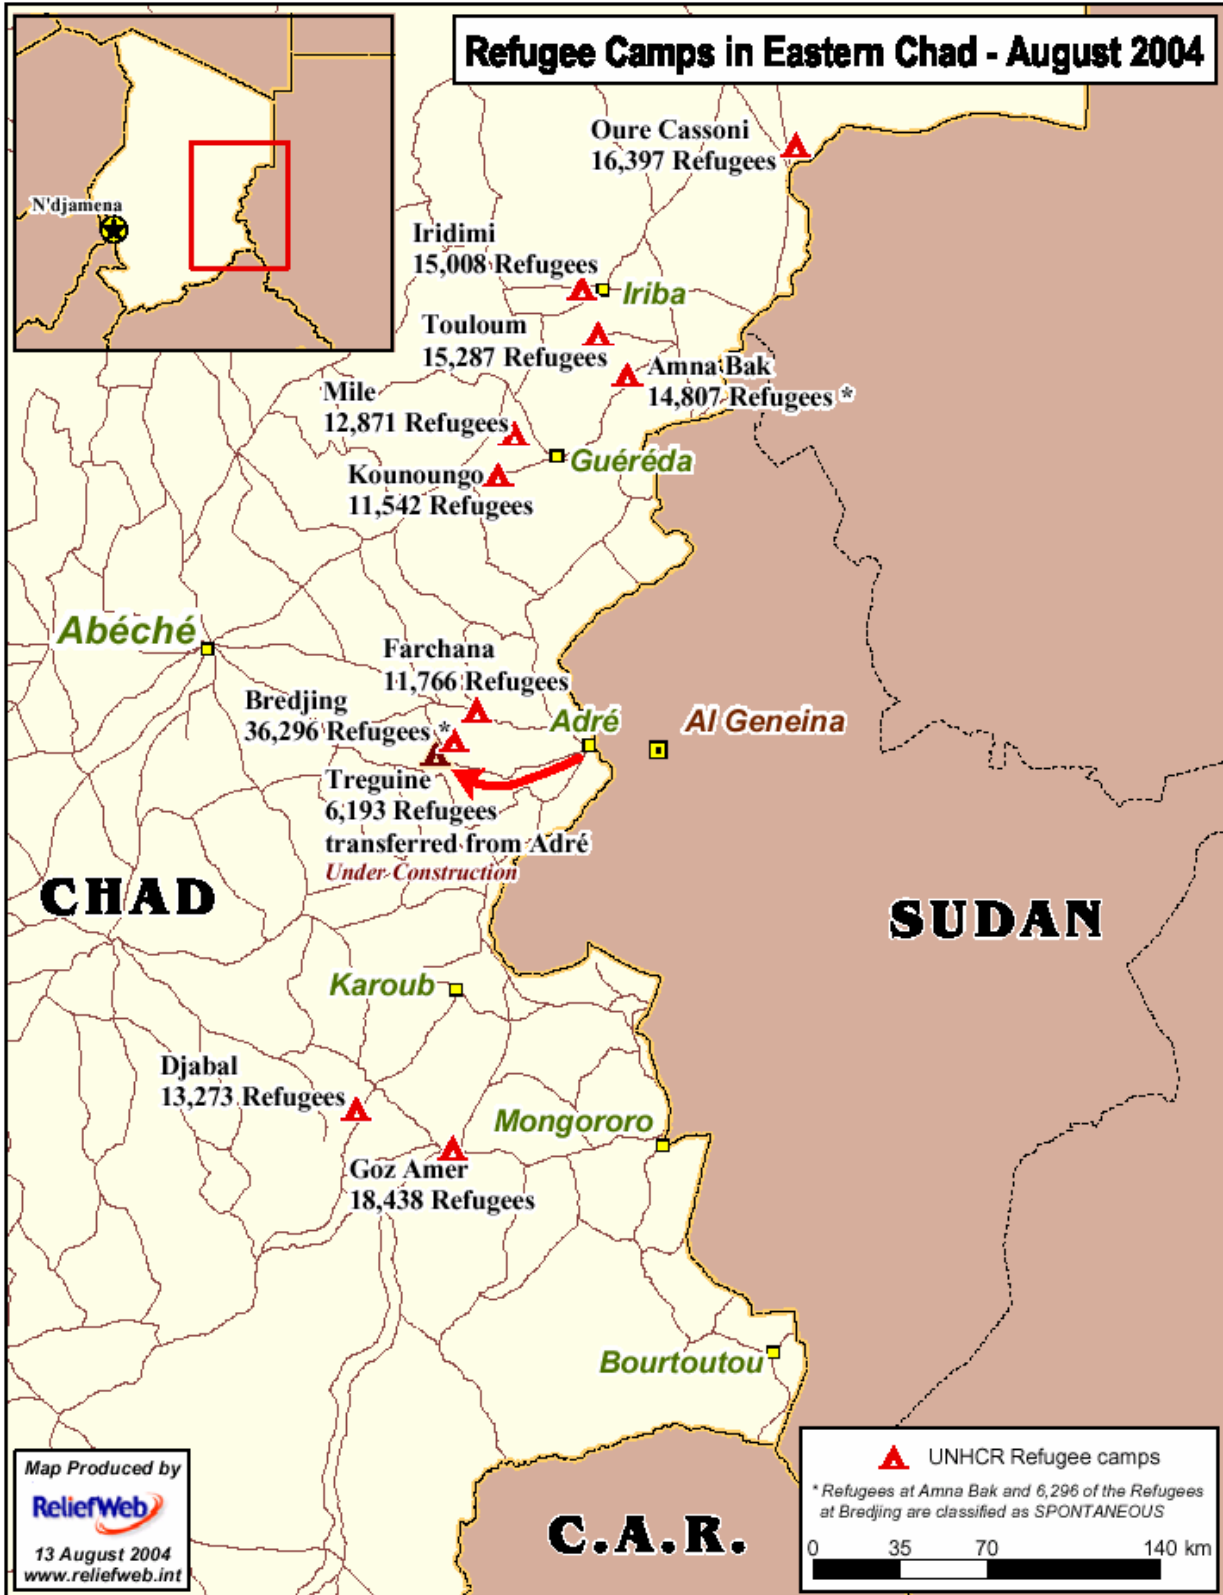 Refugee Camps in Eastern Chad - August 2004
N'djamena
Oure Cassoni
16,397 Refugees
Iridimi
15,008 Refugees
Iriba
Touloum
15,287 Refugees
Amna Bak
14,807 Refugees *
Mile
12,871 Refugees
Guéréda
Kounoungo
11,542 Refugees
Abéché
Farchana
11,766 Refugees
Bredjing
36,296 Refugees *
Adré
Al Geneina
Treguine
6,193 Refugees
transferred from Adré
Under Construction
CHAD
SUDAN
Karoub
Djabal
13,273 Refugees
Mongororo
Goz Amer
18,438 Refugees
Bourtoutou
C.A.R.
Map Produced by
ReliefWeb
13 August 2004
www.reliefweb.int
UNHCR Refugee camps
* Refugees at Amna Bak and 6,296 of the Refugees
at Bredjing are classified as SPONTANEOUS
0 35 70 140 km